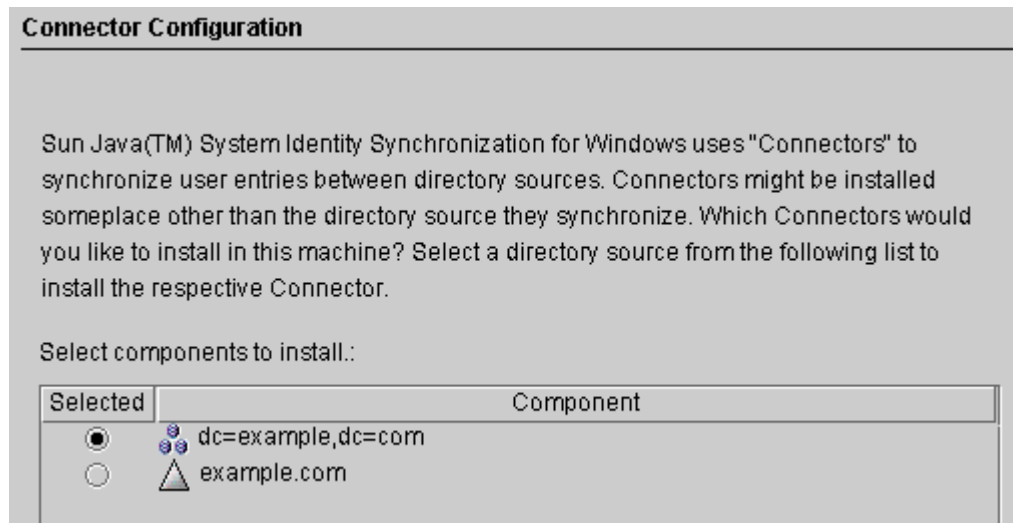 Connector Configuration
Sun Java(TM) System Identity Synchronization for Windows uses "Connectors" to
synchronize user entries between directory sources. Connectors might be installed
someplace other than the directory source they synchronize. Which Connectors would
you like to install in this machine? Select a directory source from the following list to
install the respective Connector.
Select components to install.:
Selected Component
dc=example,dc=com
example.com